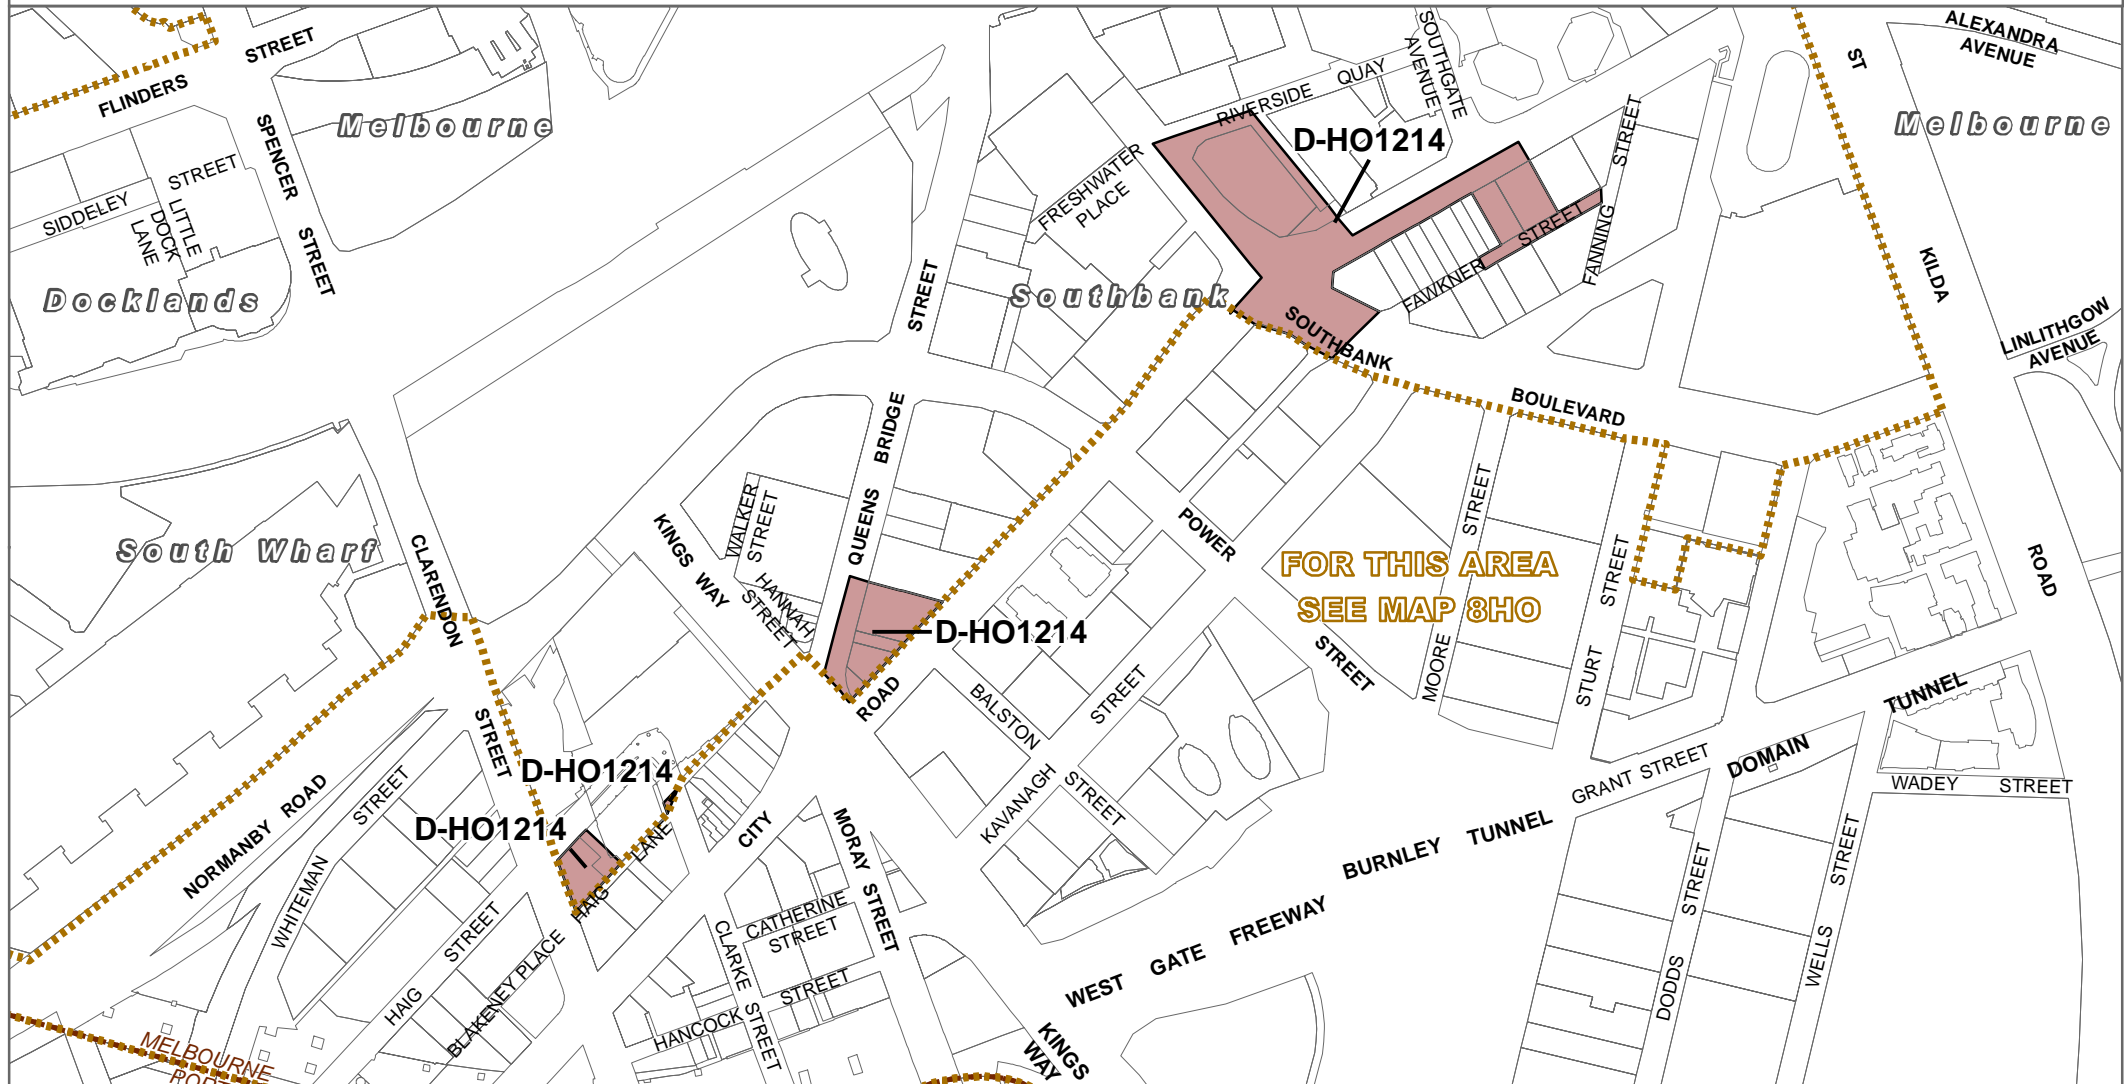 FLINDERS STREET
SPENCER STREET
Melbourne
SIDDELEY STREET
LITTLE DOCK LANE
Docklands
South Wharf
CLARENDON STREET
NORMANBY ROAD
WHITEMAN STREET
HAIG STREET
BLAKENEY PLACE
MELBOURNE
PORT
KINGS WAY
WALKER STREET
HANNAH STREET
QUEENS BRIDGE STREET
FRESHWATER PLACE
Southbank
RIVERSIDE QUAY
SOUTHGATE AVENUE
D-HO1214
FAWKNER STREET
FANNING STREET
SOUTHBANK BOULEVARD
ST KILDA ROAD
ALEXANDRA AVENUE
Melbourne
LINLITHGOW AVENUE
D-HO1214
D-HO1214
D-HO1214
HAIG LANE
CITY ROAD
BALSTON STREET
KAVANAGH STREET
POWER STREET
FOR THIS AREA
SEE MAP 8HO
MOORE STREET
STURT STREET
MORAY STREET
CATHERINE STREET
CLARKE STREET
HANCOCK STREET
KINGS WAY
WEST GATE FREEWAY
BURNLEY TUNNEL
GRANT STREET
DOMAIN TUNNEL
WADEY STREET
DODDS STREET
WELLS STREET